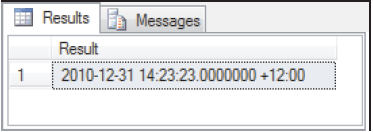 Results Messages
Result
1 2010-12-31 14:23:23.0000000 +12:00